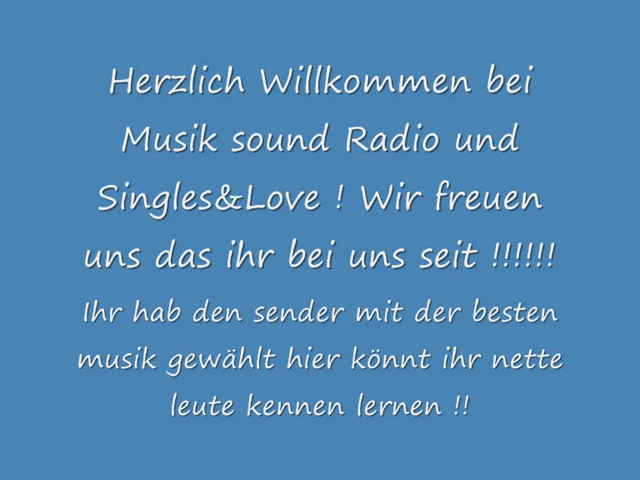 Herzlich Willkommen bei
Musik sound Radio und
Singles&Love ! Wir freuen
uns das ihr bei uns seit !!!!!!
Ihr hab den sender mit der besten
musik gewählt hier könnt ihr nette
leute kennen lernen !!